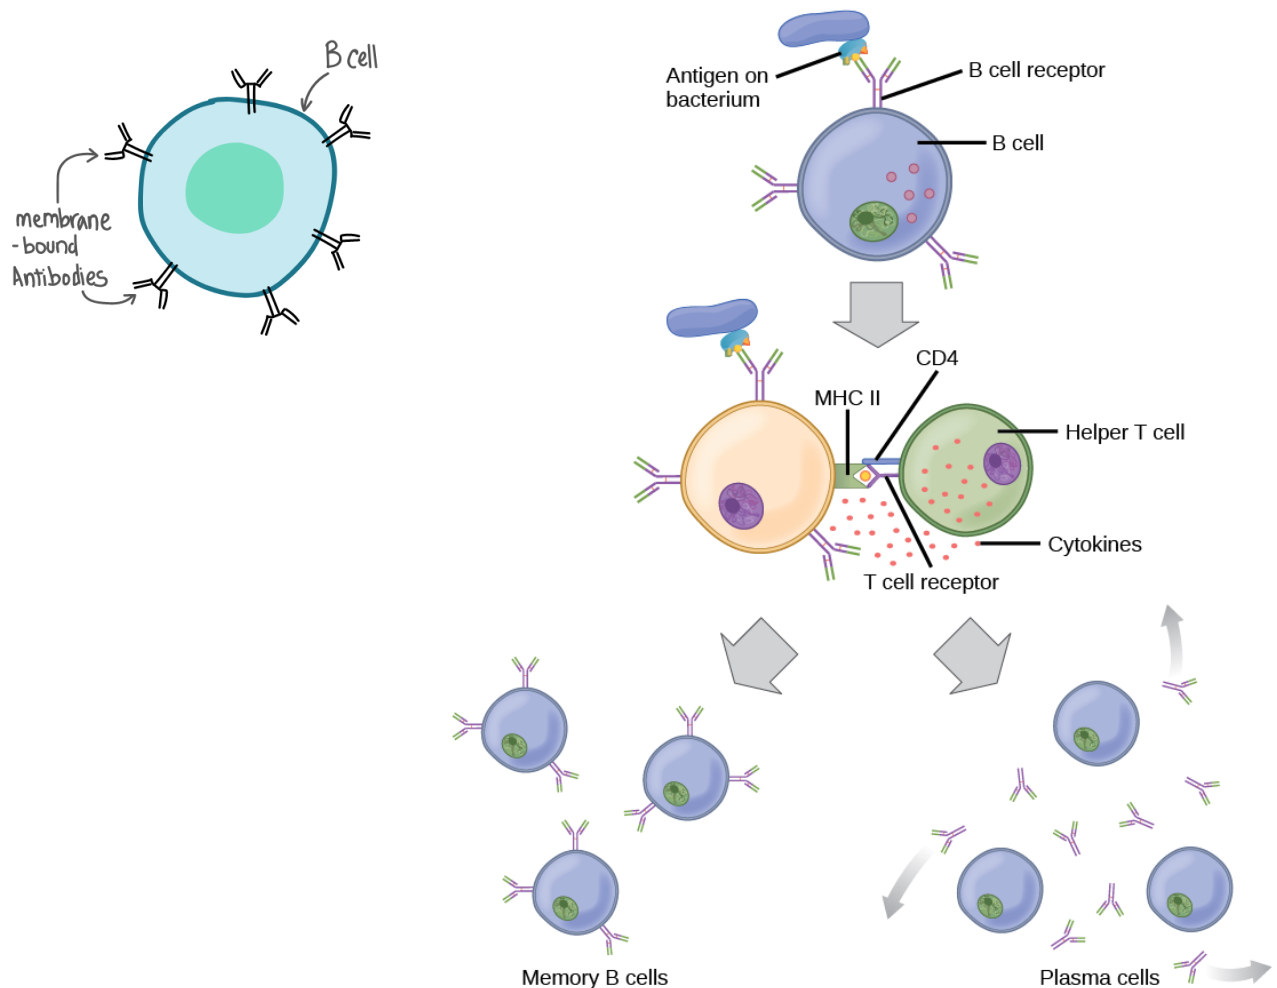 B cell
membrane
-bound
Antibodies
Antigen on
bacterium
B cell receptor
B cell
CD4
MHC II
Helper T cell
Cytokines
T cell receptor
Memory B cells
Plasma cells